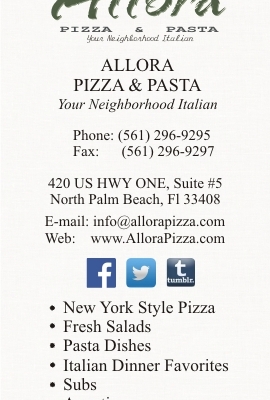 Allora
PIZZA & PASTA
Your Neighborhood Italian
ALLORA
PIZZA & PASTA
Your Neighborhood Italian
Phone: (561) 296-9295
Fax: (561) 296-9297
420 US HWY ONE, Suite #5
North Palm Beach, Fl 33408
E-mail: info@allorapizza.com
Web: www.AlloraPizza.com
f
t
tumblr.
• New York Style Pizza
• Fresh Salads
• Pasta Dishes
• Italian Dinner Favorites
• Subs